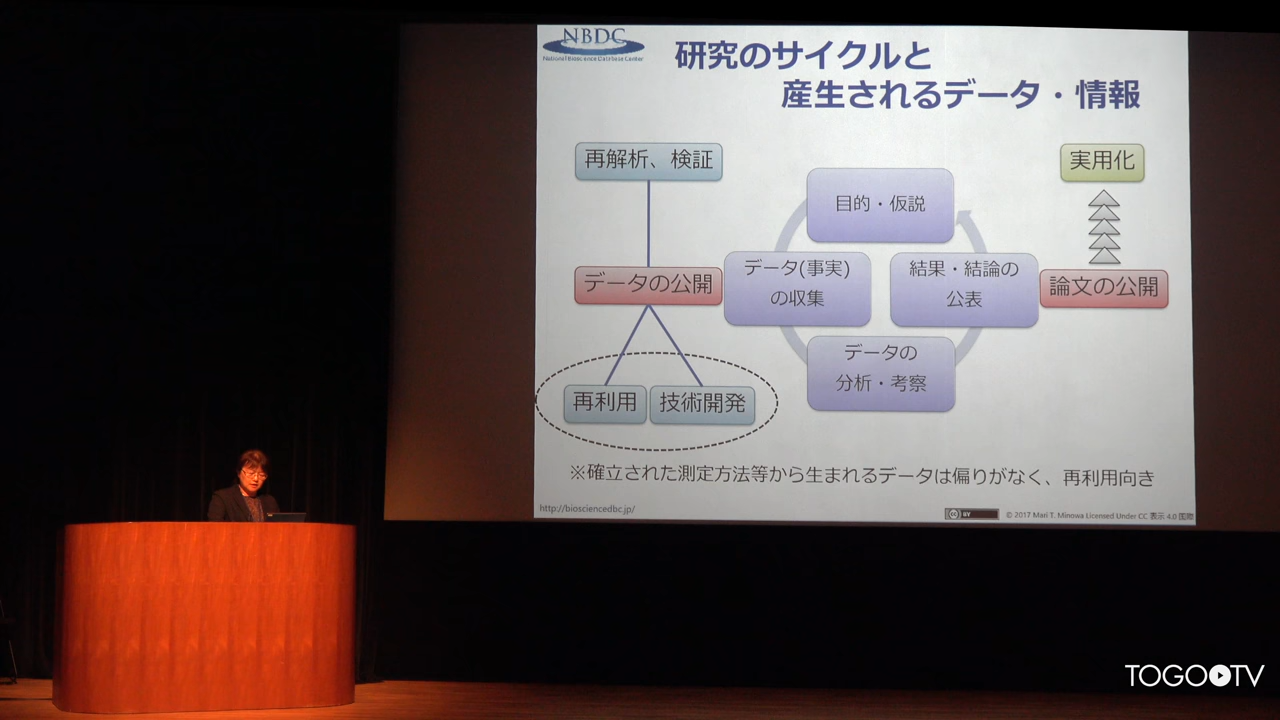 NBDC
National Bioscience Database Center
研究のサイクルと
産生されるデータ・情報
再解析、検証
実用化
目的・仮説
データの公開
データ(事実)
の収集
結果・結論の
公表
論文の公開
データの
分析・考察
再利用
技術開発
※確立された測定方法等から生まれるデータは偏りがなく、再利用向き
http://biosciencedbc.jp/
cc BY
© 2017 Mari T. Minowa Licensed Under CC 表示 4.0 国際
TOGOTV